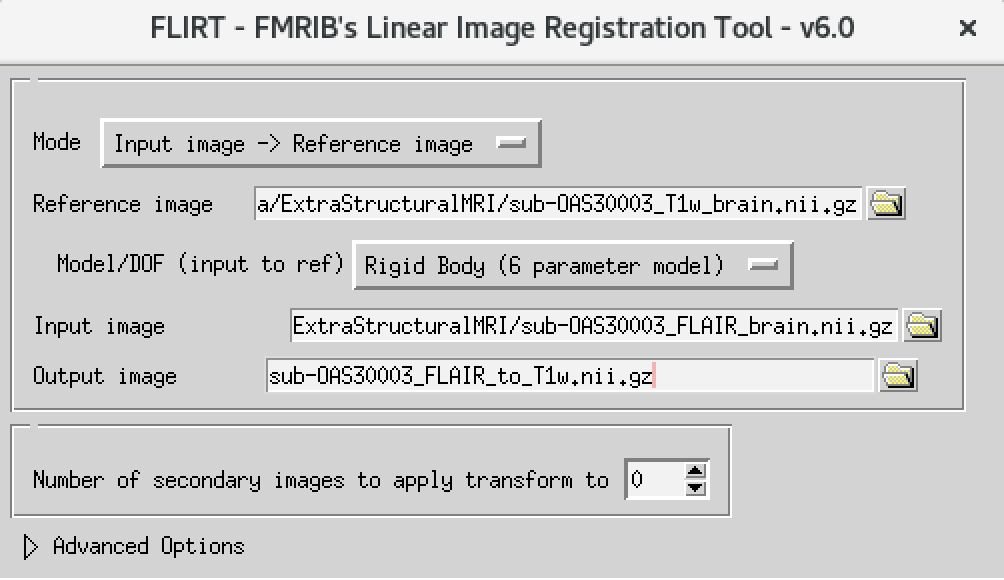 FLIRT - FMRIB's Linear Image Registration Tool - v6.0
Mode Input image -> Reference image
Reference image a/ExtraStructuralMRI/sub-OAS30003_T1w_brain.nii.gz
Model/DOF (input to ref) Rigid Body (6 parameter model)
Input image ExtraStructuralMRI/sub-OAS30003_FLAIR_brain.nii.gz
Output image sub-OAS30003_FLAIR_to_T1w.nii.gz
Number of secondary images to apply transform to 0
Advanced Options